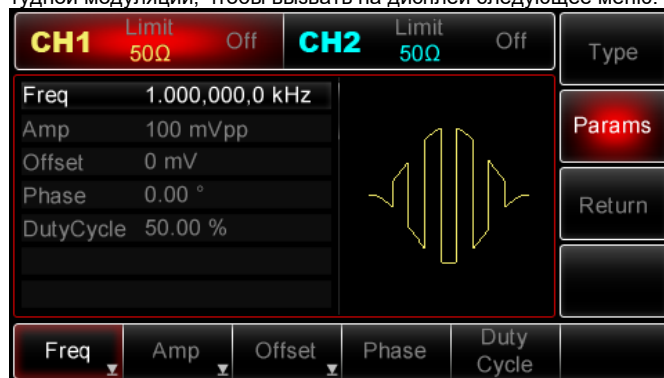 тудной модуляции, чтобы вызвать на дисплей следующее меню.
CH1 Limit 50Ω Off CH2 Limit 50Ω Off
Type
Freq 1.000,000,0 kHz
Amp 100 mVpp
Offset 0 mV
Phase 0.00 °
DutyCycle 50.00 %
Params
Return
Freq Amp Offset Phase Duty Cycle